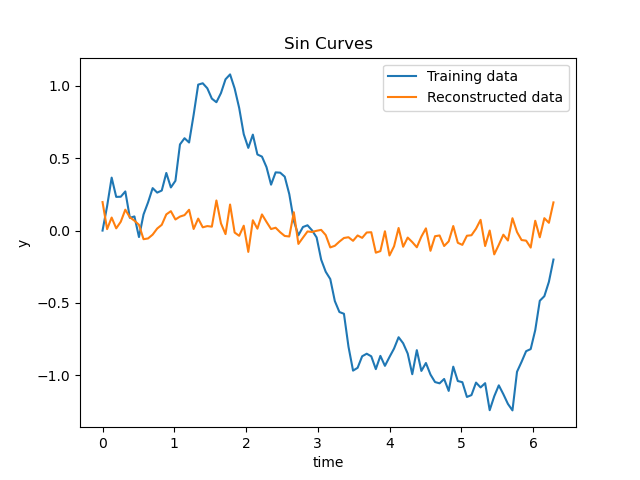 Sin Curves
Training data
Reconstructed data
1.0
0.5
0.0
−0.5
−1.0
y
0 1 2 3 4 5 6
time